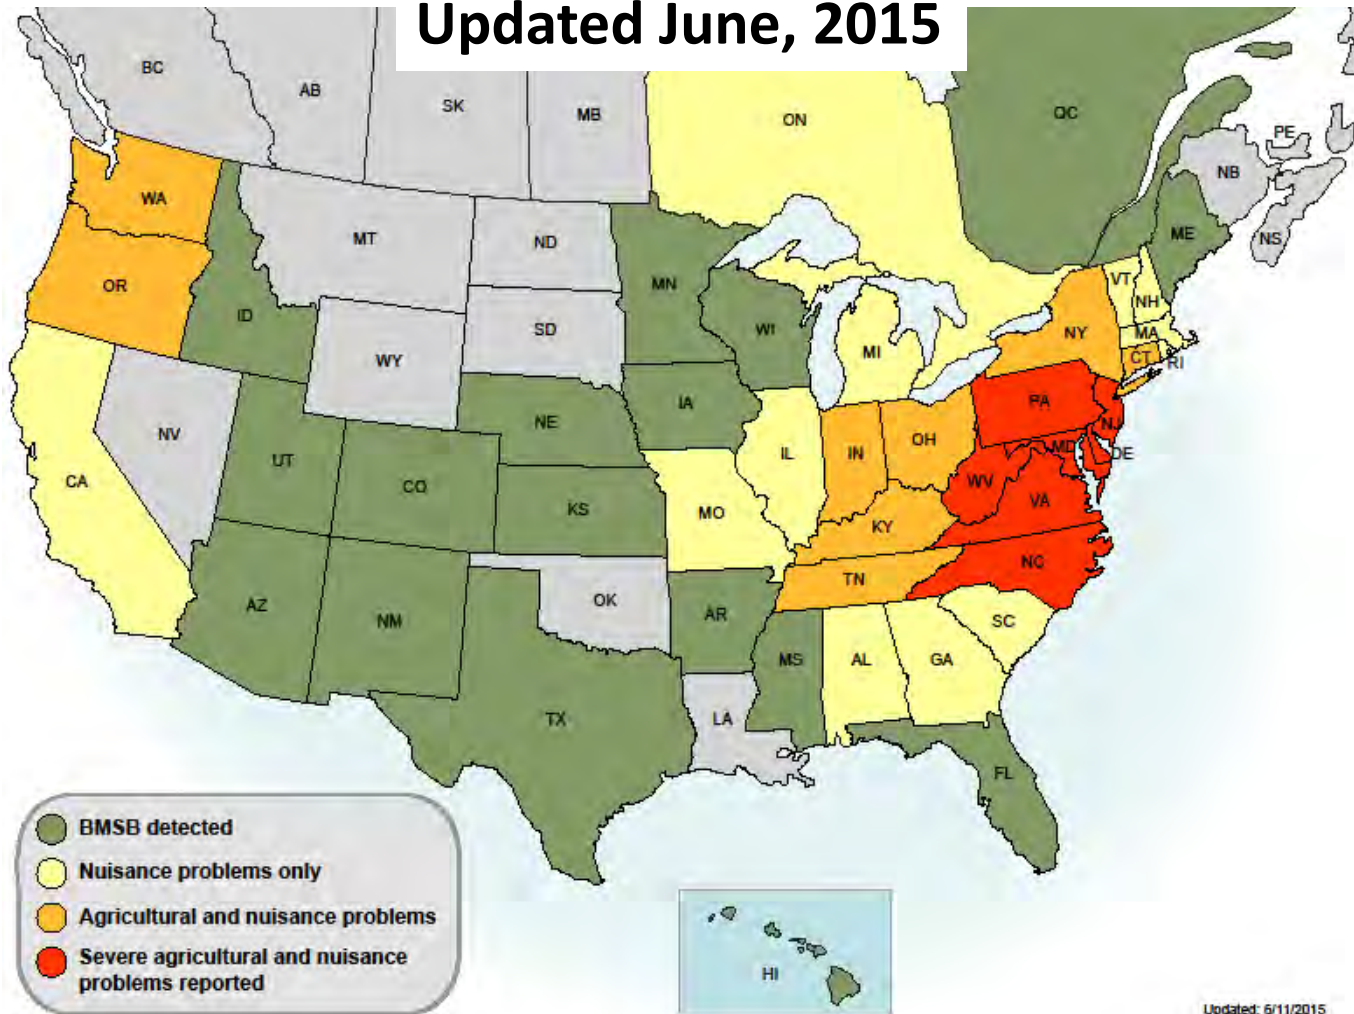 Updated June, 2015
BC
AB
SK
MB
ON
QC
PE
NB
NS
ME
WA
MT
ND
MN
VT
NH
OR
ID
SD
WI
MI
NY
MA
CT
RI
WY
IA
PA
NJ
NV
NE
IL
IN
OH
MD
DE
CA
UT
CO
KS
MO
WV
VA
KY
NC
TN
AZ
NM
OK
AR
SC
MS
AL
GA
TX
LA
FL
BMSB detected
Nuisance problems only
Agricultural and nuisance problems
Severe agricultural and nuisance
problems reported
HI
Updated: 6/11/2015